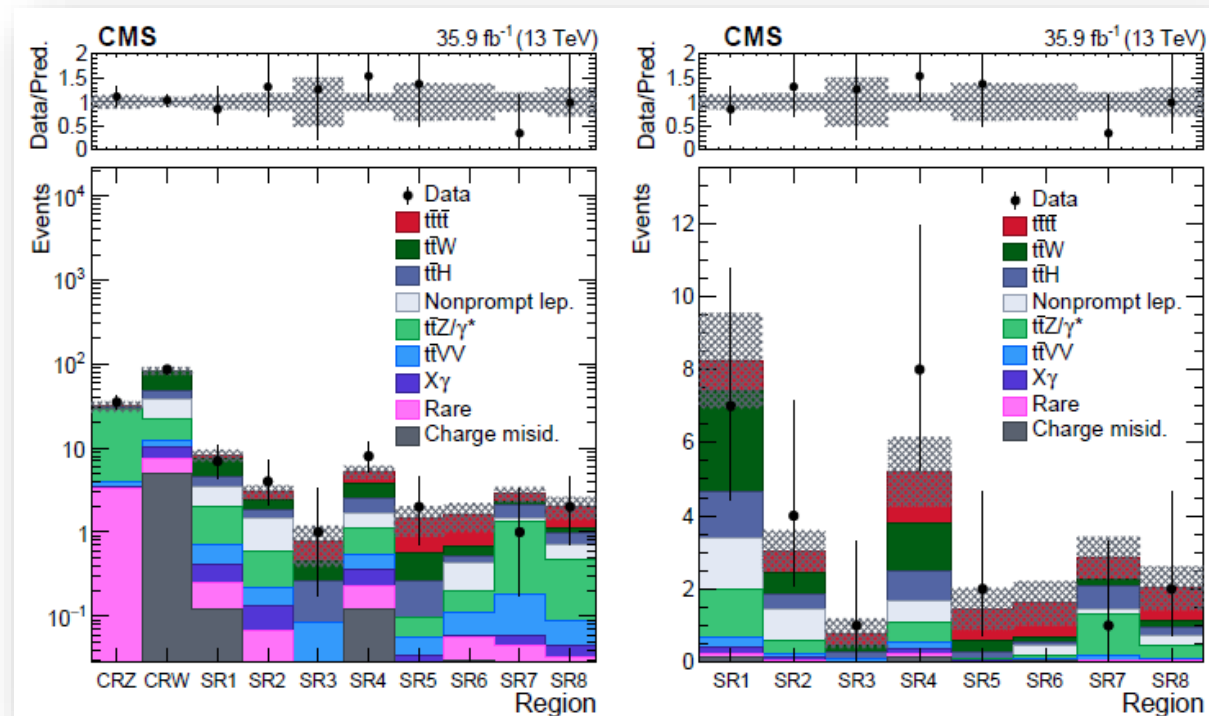 CMS 35.9 fb⁻¹ (13 TeV)
Data/Pred.
2
1.5
1
0.5
0
Events
10⁴
10³
10²
10
1
10⁻¹
Data
tt̄tt̄
tt̄W
tt̄H
Nonprompt lep.
tt̄Z/γ*
tt̄VV
Xγ
Rare
Charge misid.
CRZ CRW SR1 SR2 SR3 SR4 SR5 SR6 SR7 SR8
Region
CMS 35.9 fb⁻¹ (13 TeV)
Data/Pred.
2
1.5
1
0.5
0
Events
12
10
8
6
4
2
0
Data
tt̄tt̄
tt̄W
tt̄H
Nonprompt lep.
tt̄Z/γ*
tt̄VV
Xγ
Rare
Charge misid.
SR1 SR2 SR3 SR4 SR5 SR6 SR7 SR8
Region